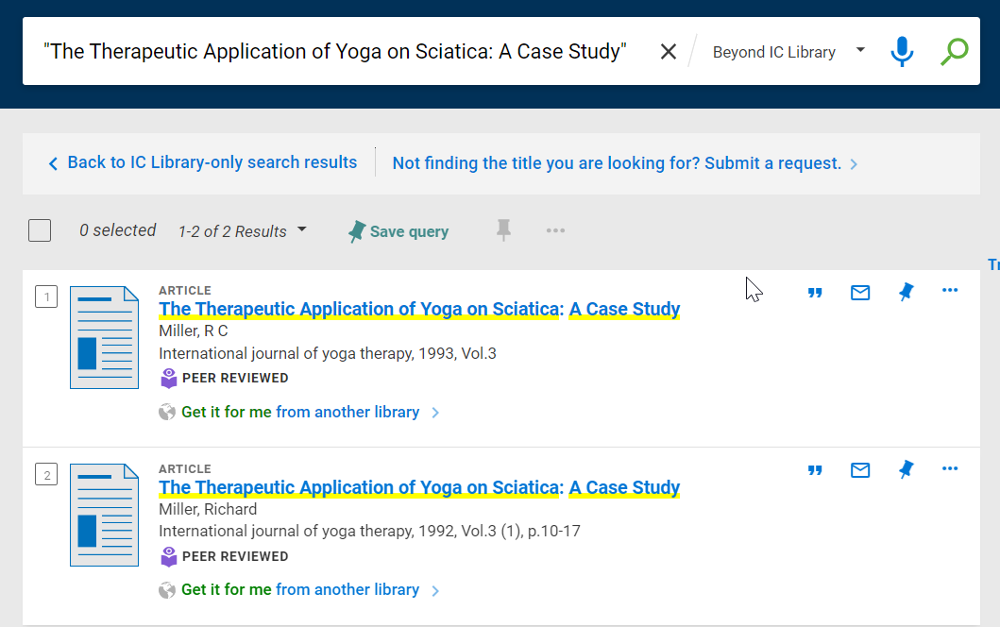 "The Therapeutic Application of Yoga on Sciatica: A Case Study"
Beyond IC Library
Back to IC Library-only search results
Not finding the title you are looking for? Submit a request.
0 selected
1-2 of 2 Results
Save query
1
ARTICLE
The Therapeutic Application of Yoga on Sciatica: A Case Study
Miller, R C
International journal of yoga therapy, 1993, Vol.3
PEER REVIEWED
Get it for me from another library
2
ARTICLE
The Therapeutic Application of Yoga on Sciatica: A Case Study
Miller, Richard
International journal of yoga therapy, 1992, Vol.3 (1), p.10-17
PEER REVIEWED
Get it for me from another library